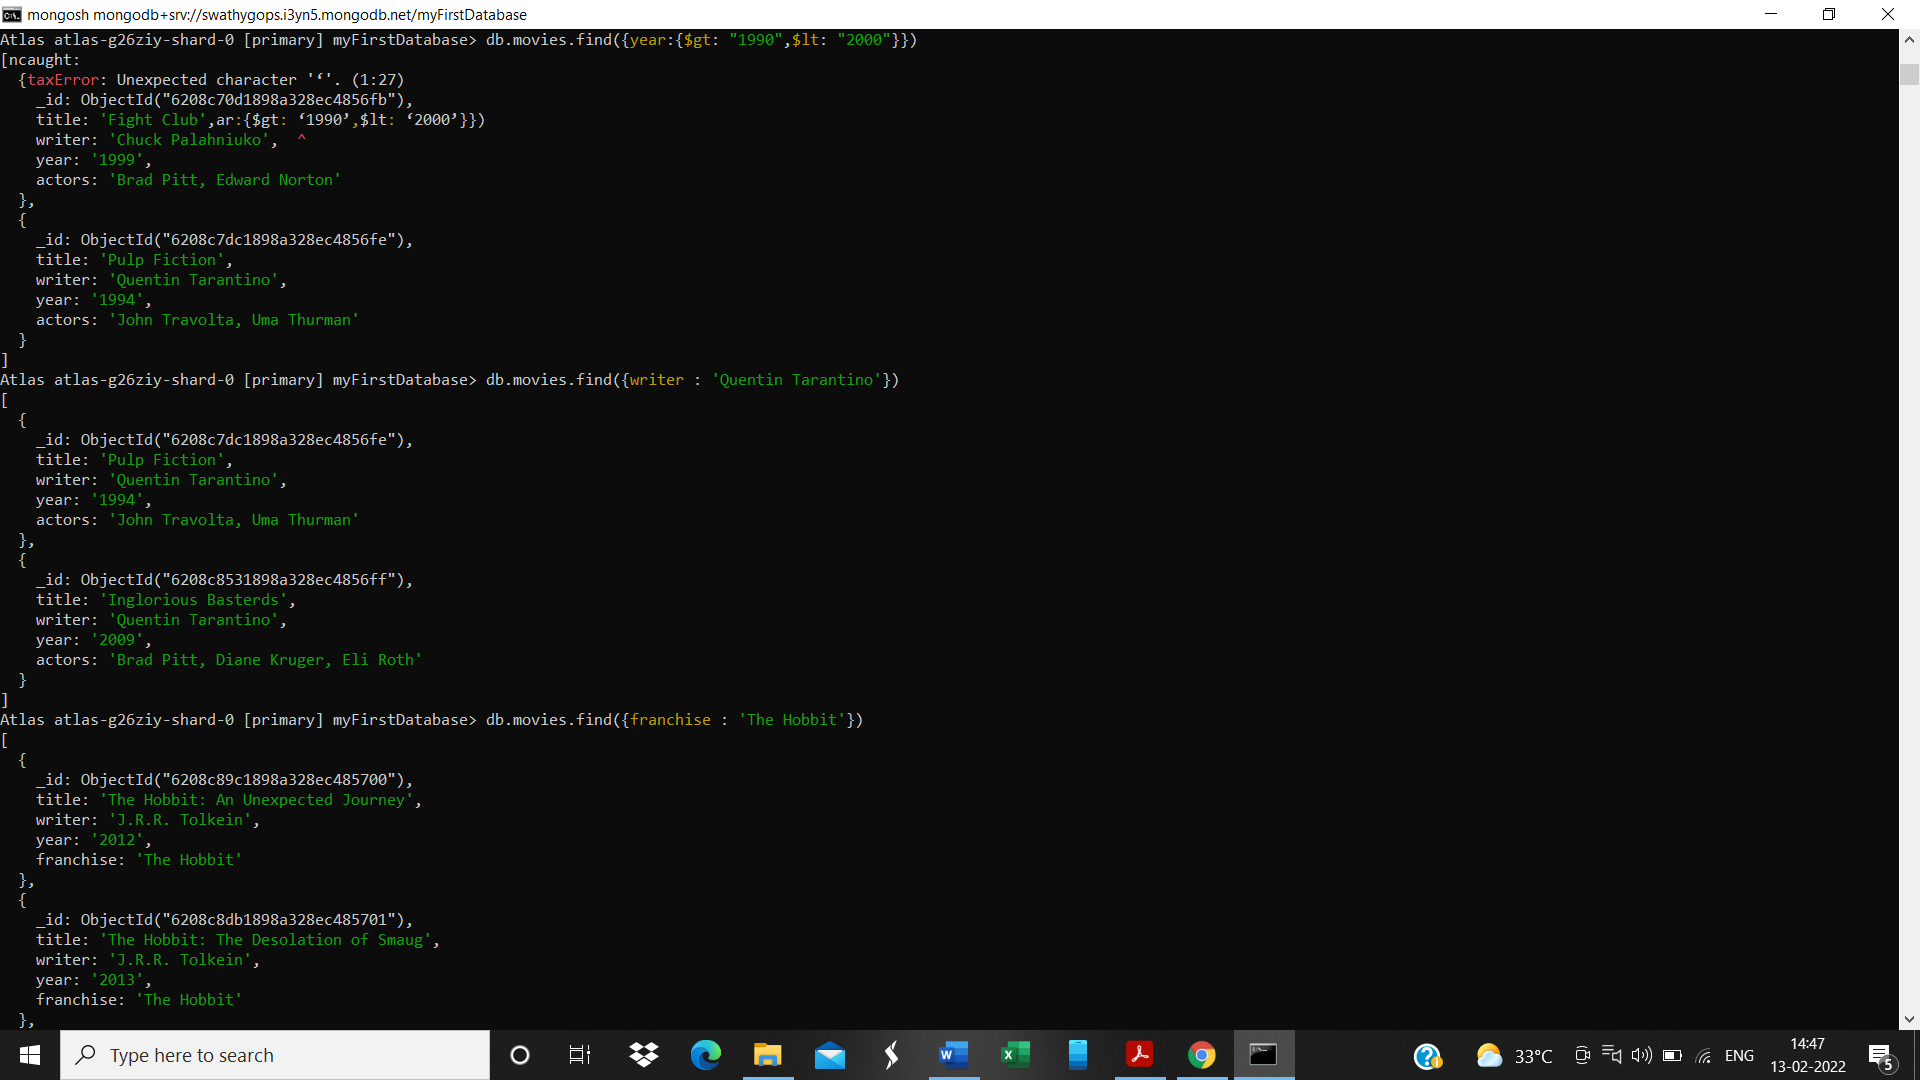 mongosh mongodb+srv://swathygops.i3yn5.mongodb.net/myFirstDatabase
Atlas atlas-g26ziy-shard-0 [primary] myFirstDatabase> db.movies.find({year:{$gt: "1990",$lt: "2000"}})
[ncaught:
  {taxError: Unexpected character '‘'. (1:27)
    _id: ObjectId("6208c70d1898a328ec4856fb"),
    title: 'Fight Club',ar:{$gt: ‘1990’,$lt: ‘2000’}})
    writer: 'Chuck Palahniuko',  ^
    year: '1999',
    actors: 'Brad Pitt, Edward Norton'
  },
  {
    _id: ObjectId("6208c7dc1898a328ec4856fe"),
    title: 'Pulp Fiction',
    writer: 'Quentin Tarantino',
    year: '1994',
    actors: 'John Travolta, Uma Thurman'
  }
]
Atlas atlas-g26ziy-shard-0 [primary] myFirstDatabase> db.movies.find({writer : 'Quentin Tarantino'})
[
  {
    _id: ObjectId("6208c7dc1898a328ec4856fe"),
    title: 'Pulp Fiction',
    writer: 'Quentin Tarantino',
    year: '1994',
    actors: 'John Travolta, Uma Thurman'
  },
  {
    _id: ObjectId("6208c8531898a328ec4856ff"),
    title: 'Inglorious Basterds',
    writer: 'Quentin Tarantino',
    year: '2009',
    actors: 'Brad Pitt, Diane Kruger, Eli Roth'
  }
]
Atlas atlas-g26ziy-shard-0 [primary] myFirstDatabase> db.movies.find({franchise : 'The Hobbit'})
[
  {
    _id: ObjectId("6208c89c1898a328ec485700"),
    title: 'The Hobbit: An Unexpected Journey',
    writer: 'J.R.R. Tolkein',
    year: '2012',
    franchise: 'The Hobbit'
  },
  {
    _id: ObjectId("6208c8db1898a328ec485701"),
    title: 'The Hobbit: The Desolation of Smaug',
    writer: 'J.R.R. Tolkein',
    year: '2013',
    franchise: 'The Hobbit'
  },
Type here to search
33°C
ENG
14:47
13-02-2022
5